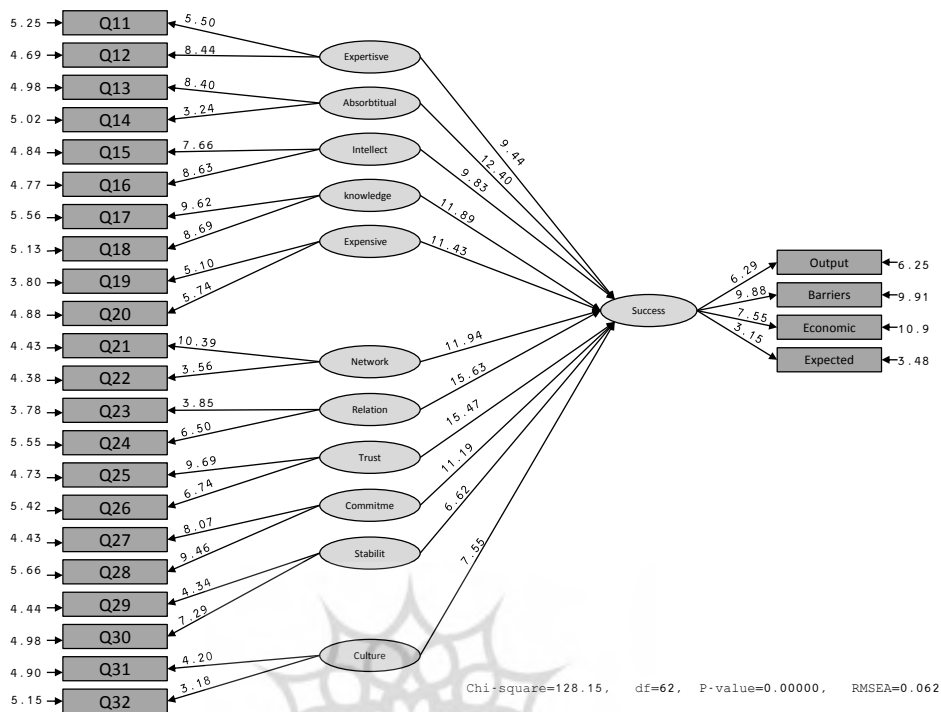 5.25 Q11 5.50
4.69 Q12 8.44 Expertisve 9.44
4.98 Q13 8.40 Absorbtitual 12.40
5.02 Q14 3.24
4.84 Q15 7.66 Intellect 9.83
4.77 Q16 8.63
5.56 Q17 9.62 knowledge 11.89
5.13 Q18 8.69
3.80 Q19 5.10 Expensive 11.43
4.88 Q20 5.74
4.43 Q21 10.39 Network 11.94
4.38 Q22 3.56
3.78 Q23 3.85 Relation 15.63
5.55 Q24 6.50
4.73 Q25 9.69 Trust 15.47
5.42 Q26 6.74
4.43 Q27 8.07 Commitme 11.19
5.66 Q28 9.46
4.44 Q29 4.34 Stabilit 6.62
4.98 Q30 7.29
4.90 Q31 4.20 Culture 7.55
5.15 Q32 3.18
Success
6.29 Output 6.25
9.88 Barriers 9.91
7.55 Economic 10.9
3.15 Expected 3.48
Chi-square=128.15, df=62, P-value=0.00000, RMSEA=0.062